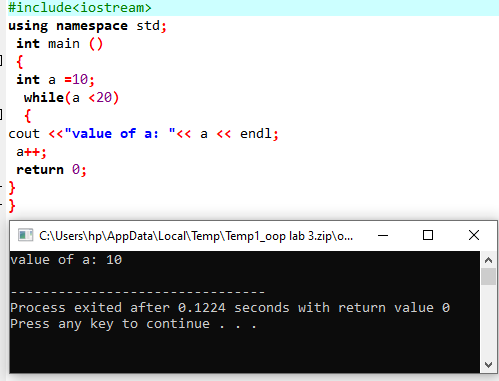 #include<iostream>
using namespace std;
int main ()
{
int a =10;
while(a <20)
{
cout <<"value of a: "<< a << endl;
a++;
return 0;
}
}
C:\Users\hp\AppData\Local\Temp\Temp1_oop lab 3.zip\o...
value of a: 10
--------------------------------
Process exited after 0.1224 seconds with return value 0
Press any key to continue . . .